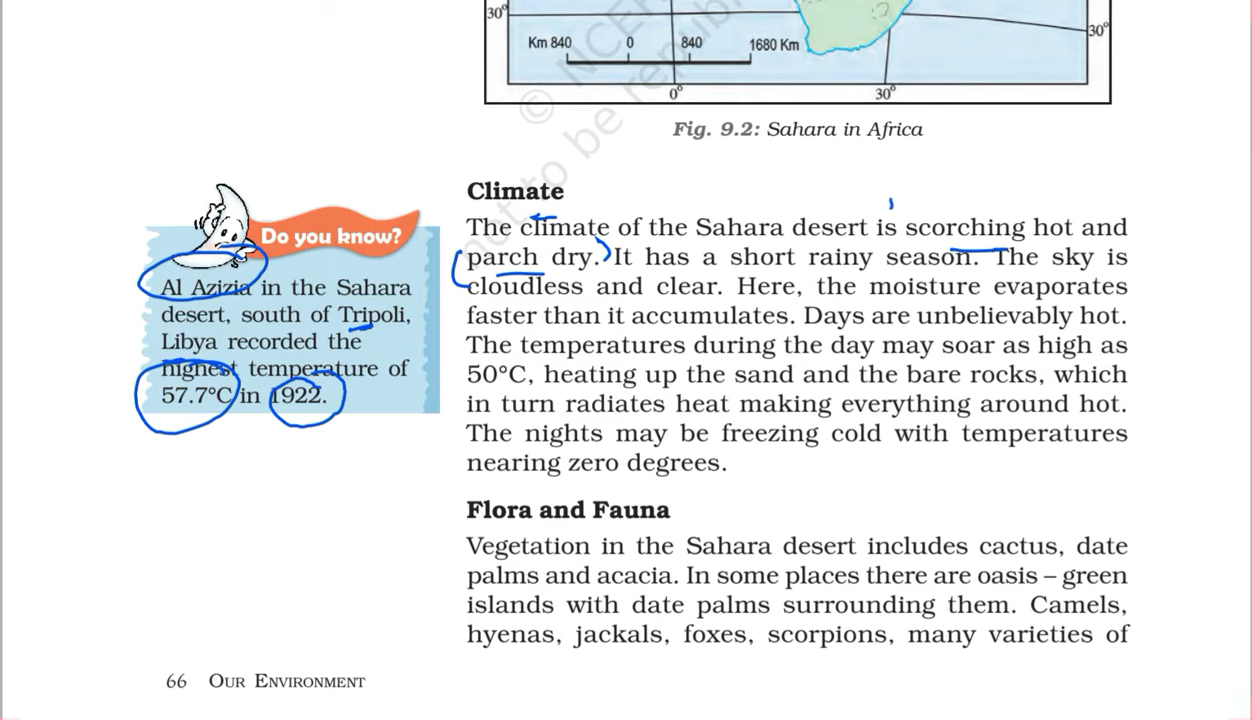 30°
30°
Km 840 0 840 1680 Km
0° 30°
© NCER
not to be republi
Fig. 9.2: Sahara in Africa
Climate
The climate of the Sahara desert is scorching hot and
parch dry. It has a short rainy season. The sky is
cloudless and clear. Here, the moisture evaporates
faster than it accumulates. Days are unbelievably hot.
The temperatures during the day may soar as high as
50°C, heating up the sand and the bare rocks, which
in turn radiates heat making everything around hot.
The nights may be freezing cold with temperatures
nearing zero degrees.
Do you know?
Al Azizia in the Sahara
desert, south of Tripoli,
Libya recorded the
highest temperature of
57.7°C in 1922.
Flora and Fauna
Vegetation in the Sahara desert includes cactus, date
palms and acacia. In some places there are oasis – green
islands with date palms surrounding them. Camels,
hyenas, jackals, foxes, scorpions, many varieties of
66 OUR ENVIRONMENT